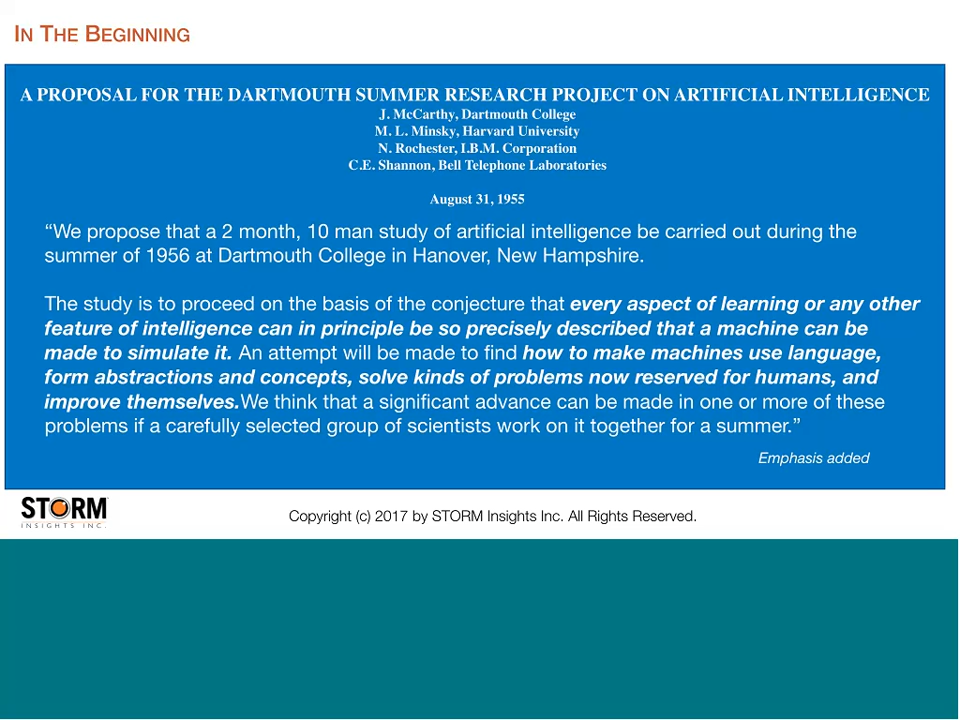 IN THE BEGINNING
A PROPOSAL FOR THE DARTMOUTH SUMMER RESEARCH PROJECT ON ARTIFICIAL INTELLIGENCE
J. McCarthy, Dartmouth College
M. L. Minsky, Harvard University
N. Rochester, I.B.M. Corporation
C.E. Shannon, Bell Telephone Laboratories
August 31, 1955
“We propose that a 2 month, 10 man study of artificial intelligence be carried out during the
summer of 1956 at Dartmouth College in Hanover, New Hampshire.
The study is to proceed on the basis of the conjecture that every aspect of learning or any other
feature of intelligence can in principle be so precisely described that a machine can be
made to simulate it. An attempt will be made to find how to make machines use language,
form abstractions and concepts, solve kinds of problems now reserved for humans, and
improve themselves.We think that a significant advance can be made in one or more of these
problems if a carefully selected group of scientists work on it together for a summer.”
Emphasis added
STORM
INSIGHTS INC.
Copyright (c) 2017 by STORM Insights Inc. All Rights Reserved.